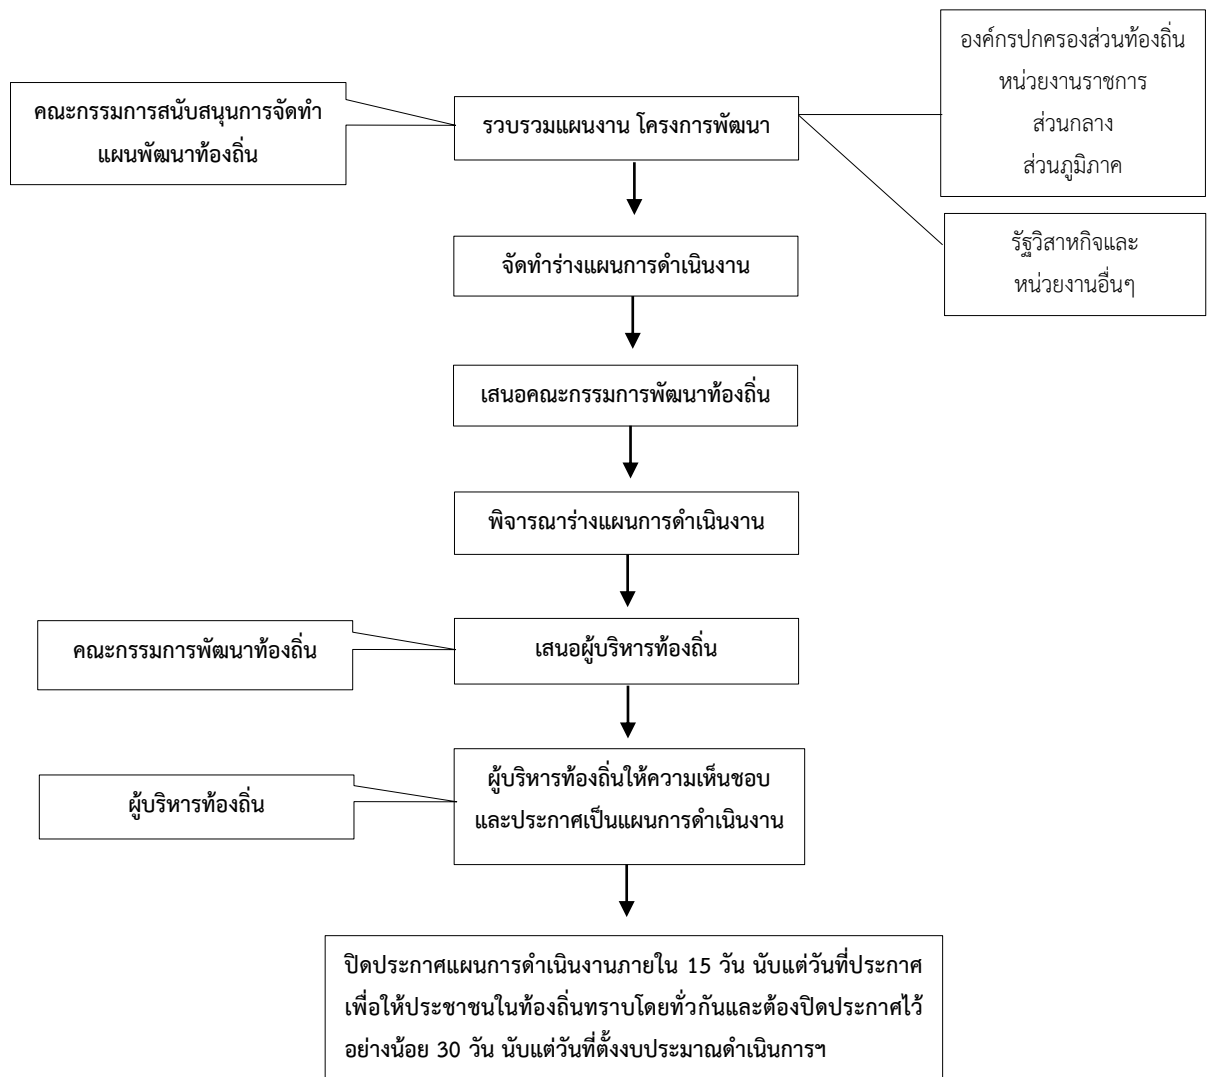 องค์กรปกครองส่วนท้องถิ่น
หน่วยงานราชการ
ส่วนกลาง
ส่วนภูมิภาค
คณะกรรมการสนับสนุนการจัดทำ
แผนพัฒนาท้องถิ่น
รวบรวมแผนงาน โครงการพัฒนา
รัฐวิสาหกิจและ
หน่วยงานอื่นๆ
จัดทำร่างแผนการดำเนินงาน
เสนอคณะกรรมการพัฒนาท้องถิ่น
พิจารณาร่างแผนการดำเนินงาน
คณะกรรมการพัฒนาท้องถิ่น
เสนอผู้บริหารท้องถิ่น
ผู้บริหารท้องถิ่น
ผู้บริหารท้องถิ่นให้ความเห็นชอบ
และประกาศเป็นแผนการดำเนินงาน
ปิดประกาศแผนการดำเนินงานภายใน 15 วัน นับแต่วันที่ประกาศ
เพื่อให้ประชาชนในท้องถิ่นทราบโดยทั่วกันและต้องปิดประกาศไว้
อย่างน้อย 30 วัน นับแต่วันที่ตั้งงบประมาณดำเนินการฯ